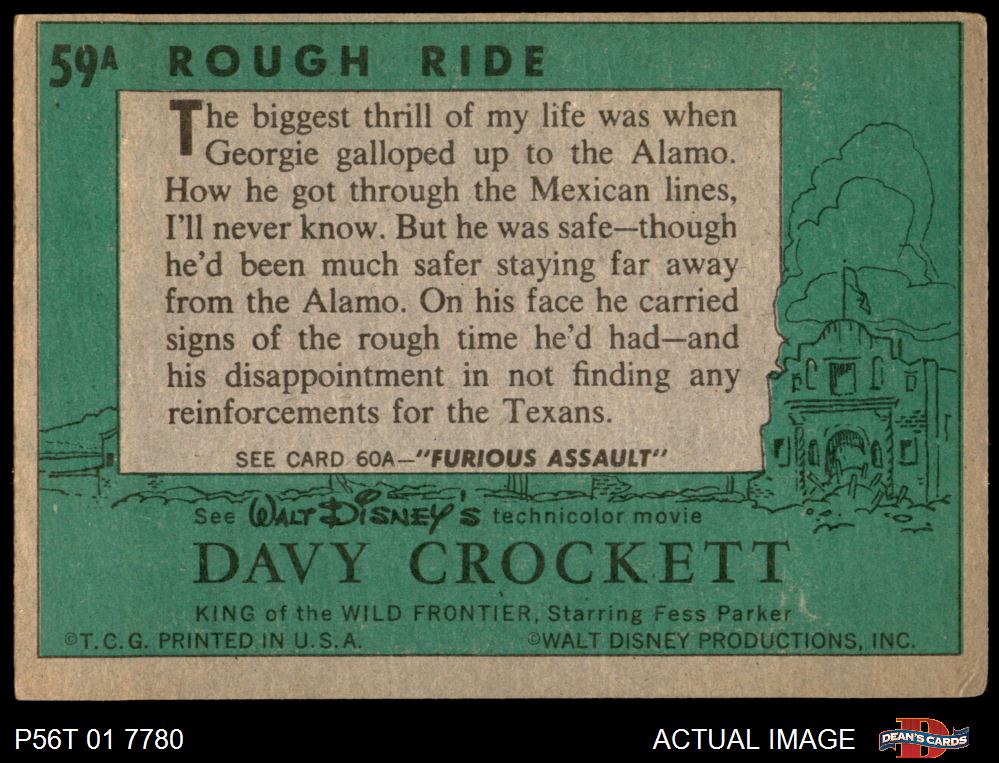 59A ROUGH RIDE
The biggest thrill of my life was when
Georgie galloped up to the Alamo.
How he got through the Mexican lines,
I'll never know. But he was safe—though
he'd been much safer staying far away
from the Alamo. On his face he carried
signs of the rough time he'd had—and
his disappointment in not finding any
reinforcements for the Texans.
SEE CARD 60A—"FURIOUS ASSAULT"
See WALT DISNEY'S technicolor movie
DAVY CROCKETT
KING of the WILD FRONTIER, Starring Fess Parker
©T.C.G. PRINTED IN U.S.A. ©WALT DISNEY PRODUCTIONS, INC.
P56T 01 7780 ACTUAL IMAGE D DEAN'S CARDS